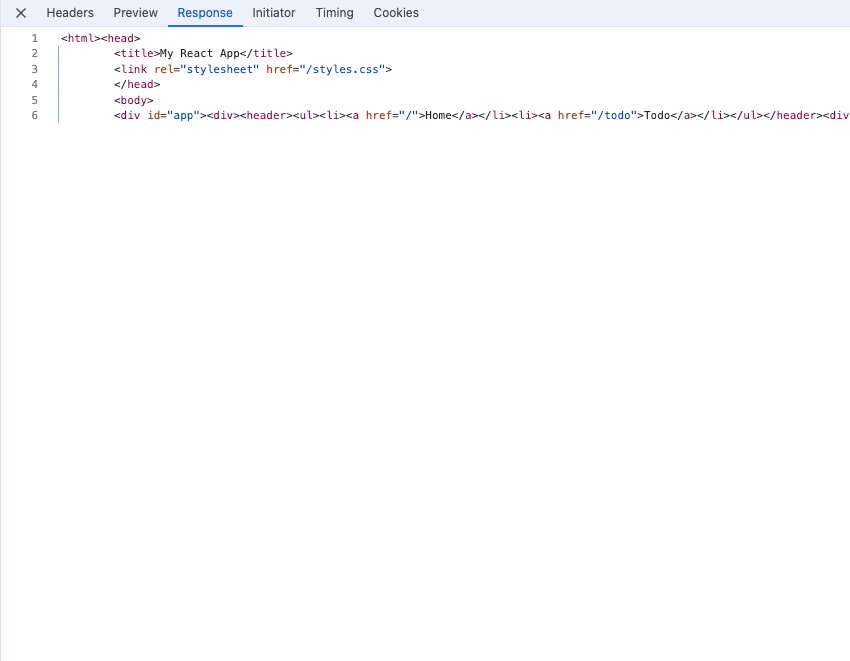 Headers Preview Response Initiator Timing Cookies
1 <html><head>
2 <title>My React App</title>
3 <link rel="stylesheet" href="/styles.css">
4 </head>
5 <body>
6 <div id="app"><div><header><ul><li><a href="/">Home</a></li><li><a href="/todo">Todo</a></li></ul></header><div